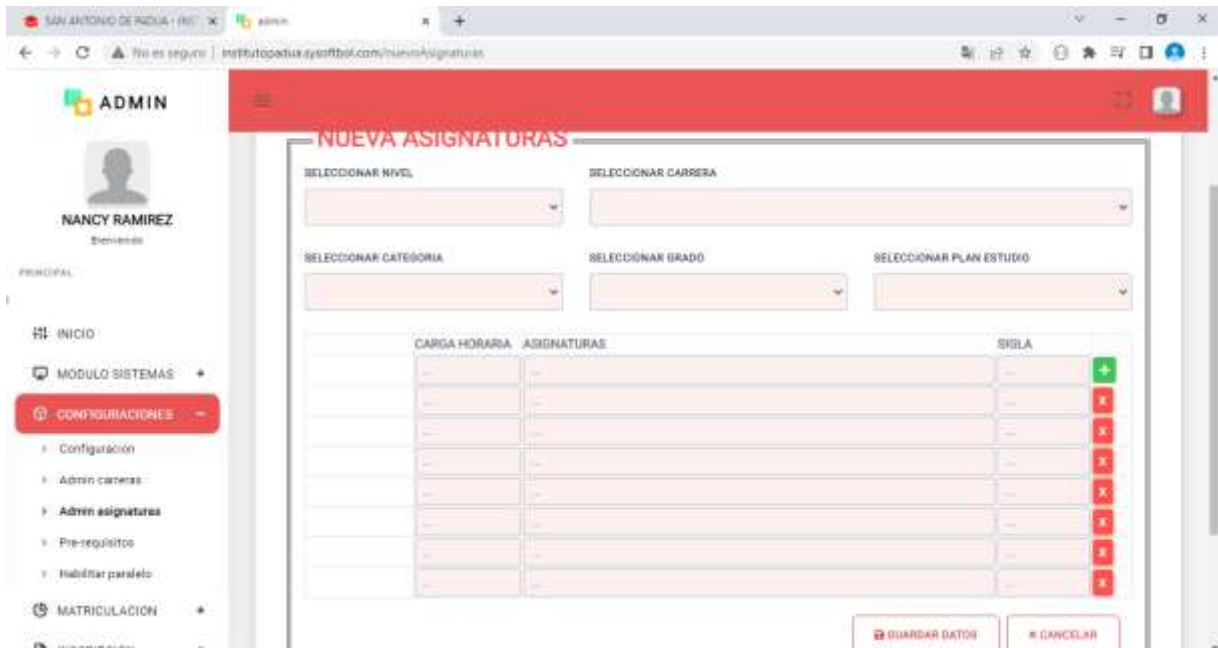 SAN ANTONIO DE PADUA - INST
admin
No es seguro | institutopadua.sysoftbol.com/nuevoAsignaturas
ADMIN
NANCY RAMIREZ
Bienvenido
PRINCIPAL
INICIO
MODULO SISTEMAS +
CONFIGURACIONES −
Configuración
Admin carreras
Admin asignaturas
Pre-requisitos
Habilitar paralelo
MATRICULACION +
NUEVA ASIGNATURAS
SELECCIONAR NIVEL
SELECCIONAR CARRERA
SELECCIONAR CATEGORIA
SELECCIONAR GRADO
SELECCIONAR PLAN ESTUDIO
CARGA HORARIA ASIGNATURAS SIGLA
... ... ... +
... ... ... x
... ... ... x
... ... ... x
... ... ... x
... ... ... x
... ... ... x
... ... ... x
GUARDAR DATOS
× CANCELAR